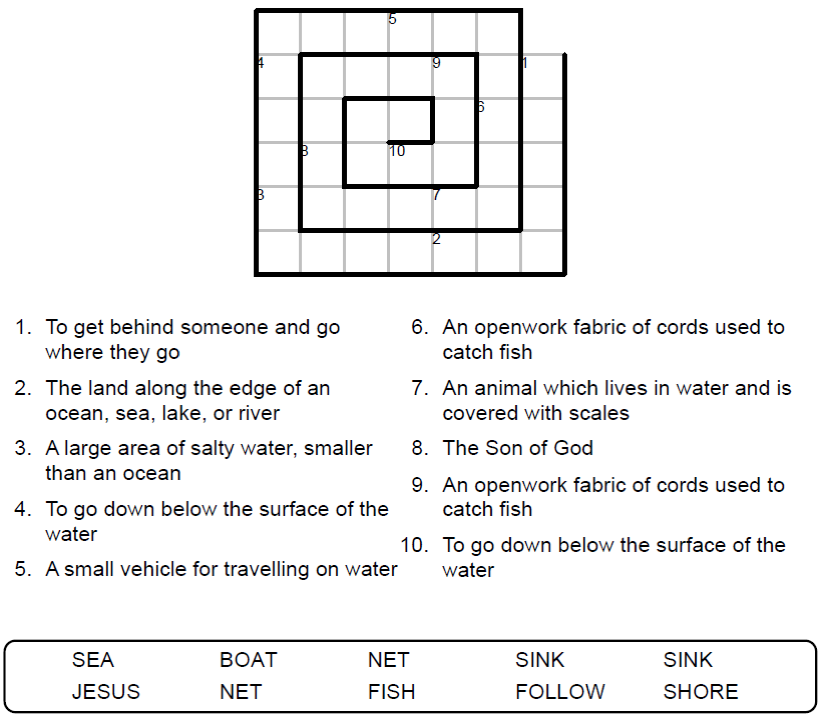 5
4 9 1
6
8 10
3 7
2
1. To get behind someone and go
where they go
2. The land along the edge of an
ocean, sea, lake, or river
3. A large area of salty water, smaller
than an ocean
4. To go down below the surface of the
water
5. A small vehicle for travelling on water
6. An openwork fabric of cords used to
catch fish
7. An animal which lives in water and is
covered with scales
8. The Son of God
9. An openwork fabric of cords used to
catch fish
10. To go down below the surface of the
water
SEA BOAT NET SINK SINK
JESUS NET FISH FOLLOW SHORE